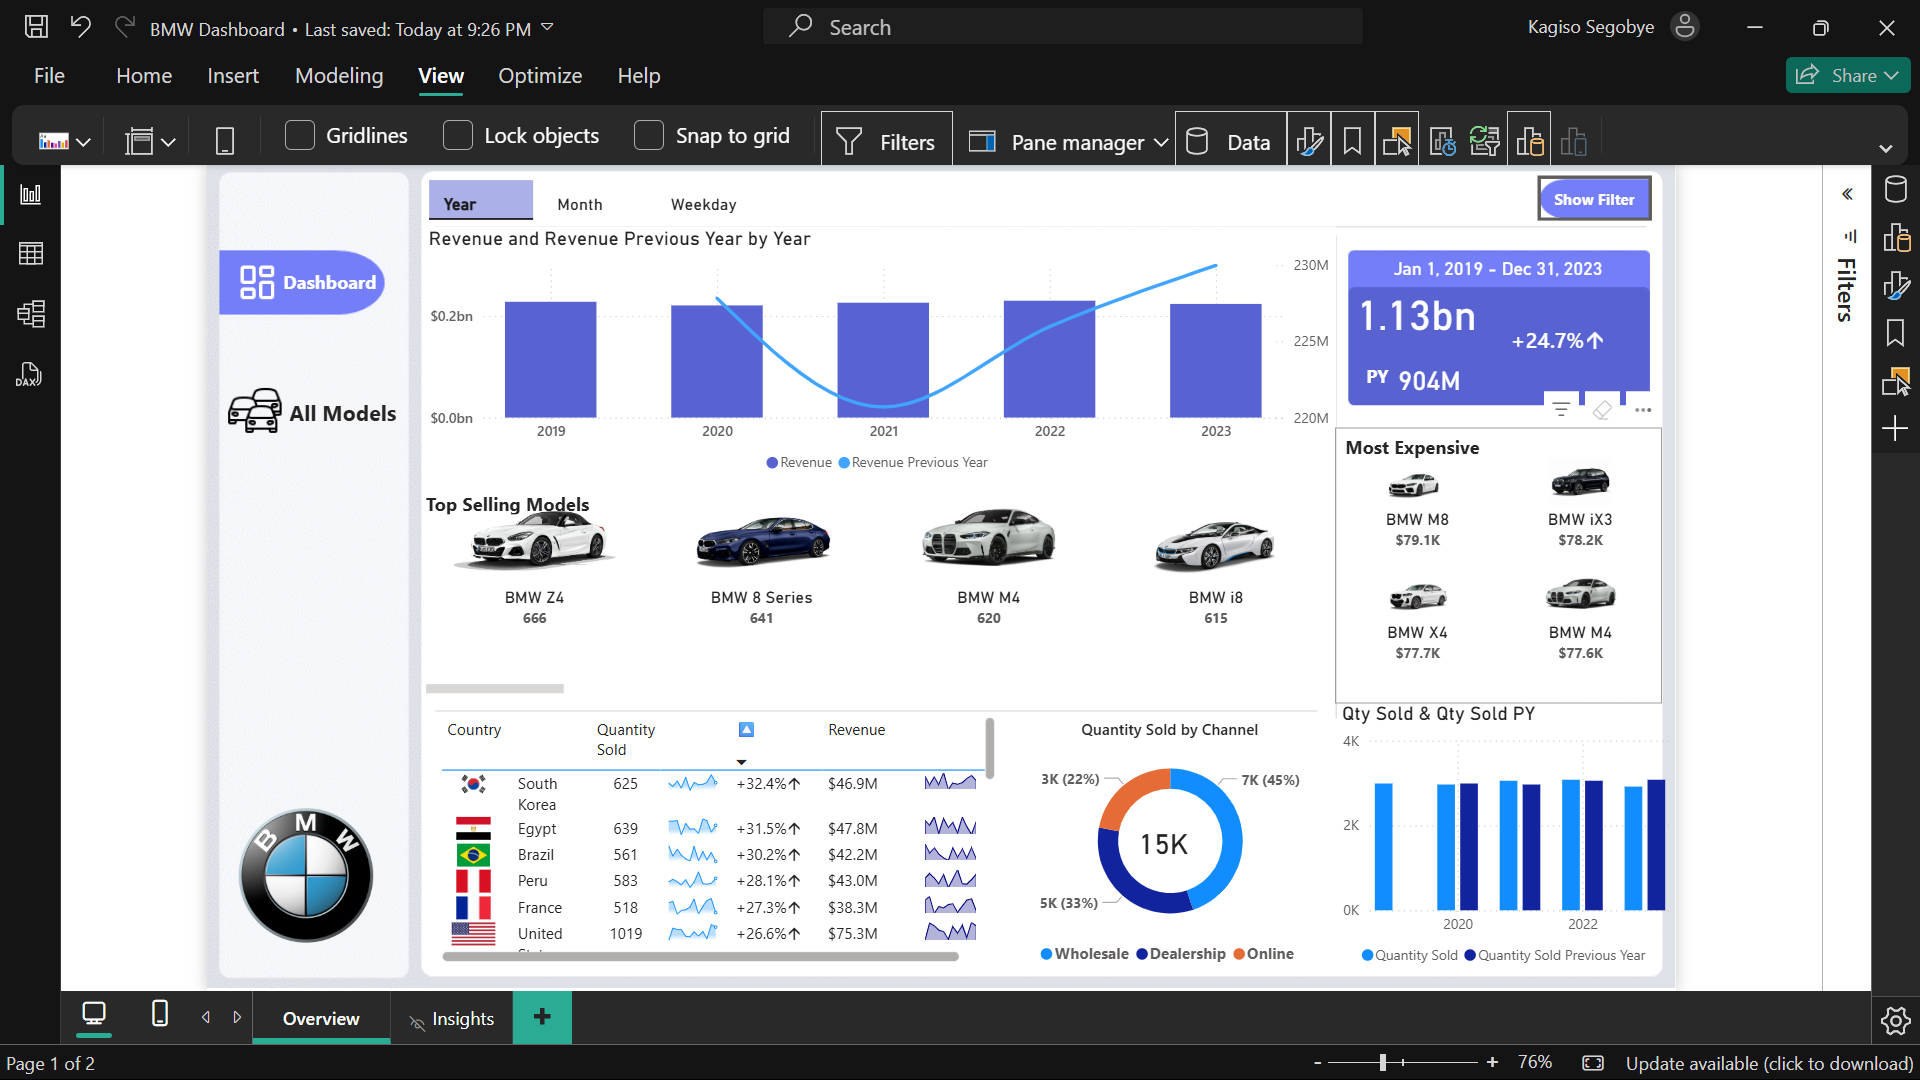 BMW Dashboard • Last saved: Today at 9:26 PM
Search
Kagiso Segobye
File
Home
Insert
Modeling
View
Optimize
Help
Share
Gridlines
Lock objects
Snap to grid
Filters
Pane manager
Data
DAX
Dashboard
All Models
BMW
Year
Month
Weekday
Show Filter
Revenue and Revenue Previous Year by Year
$0.2bn
$0.0bn
230M
225M
220M
2019
2020
2021
2022
2023
Revenue
Revenue Previous Year
Jan 1, 2019 - Dec 31, 2023
1.13bn
+24.7%↑
PY 904M
Filters
Top Selling Models
BMW Z4
666
BMW 8 Series
641
BMW M4
620
BMW i8
615
Most Expensive
BMW M8
$79.1K
BMW iX3
$78.2K
BMW X4
$77.7K
BMW M4
$77.6K
Country
Quantity Sold
Revenue
South Korea 625 +32.4%↑ $46.9M
Egypt 639 +31.5%↑ $47.8M
Brazil 561 +30.2%↑ $42.2M
Peru 583 +28.1%↑ $43.0M
France 518 +27.3%↑ $38.3M
United 1019 +26.6%↑ $75.3M
Quantity Sold by Channel
3K (22%)
7K (45%)
15K
5K (33%)
Wholesale
Dealership
Online
Qty Sold & Qty Sold PY
4K
2K
0K
2020
2022
Quantity Sold
Quantity Sold Previous Year
Overview
Insights
Page 1 of 2
76%
Update available (click to download)